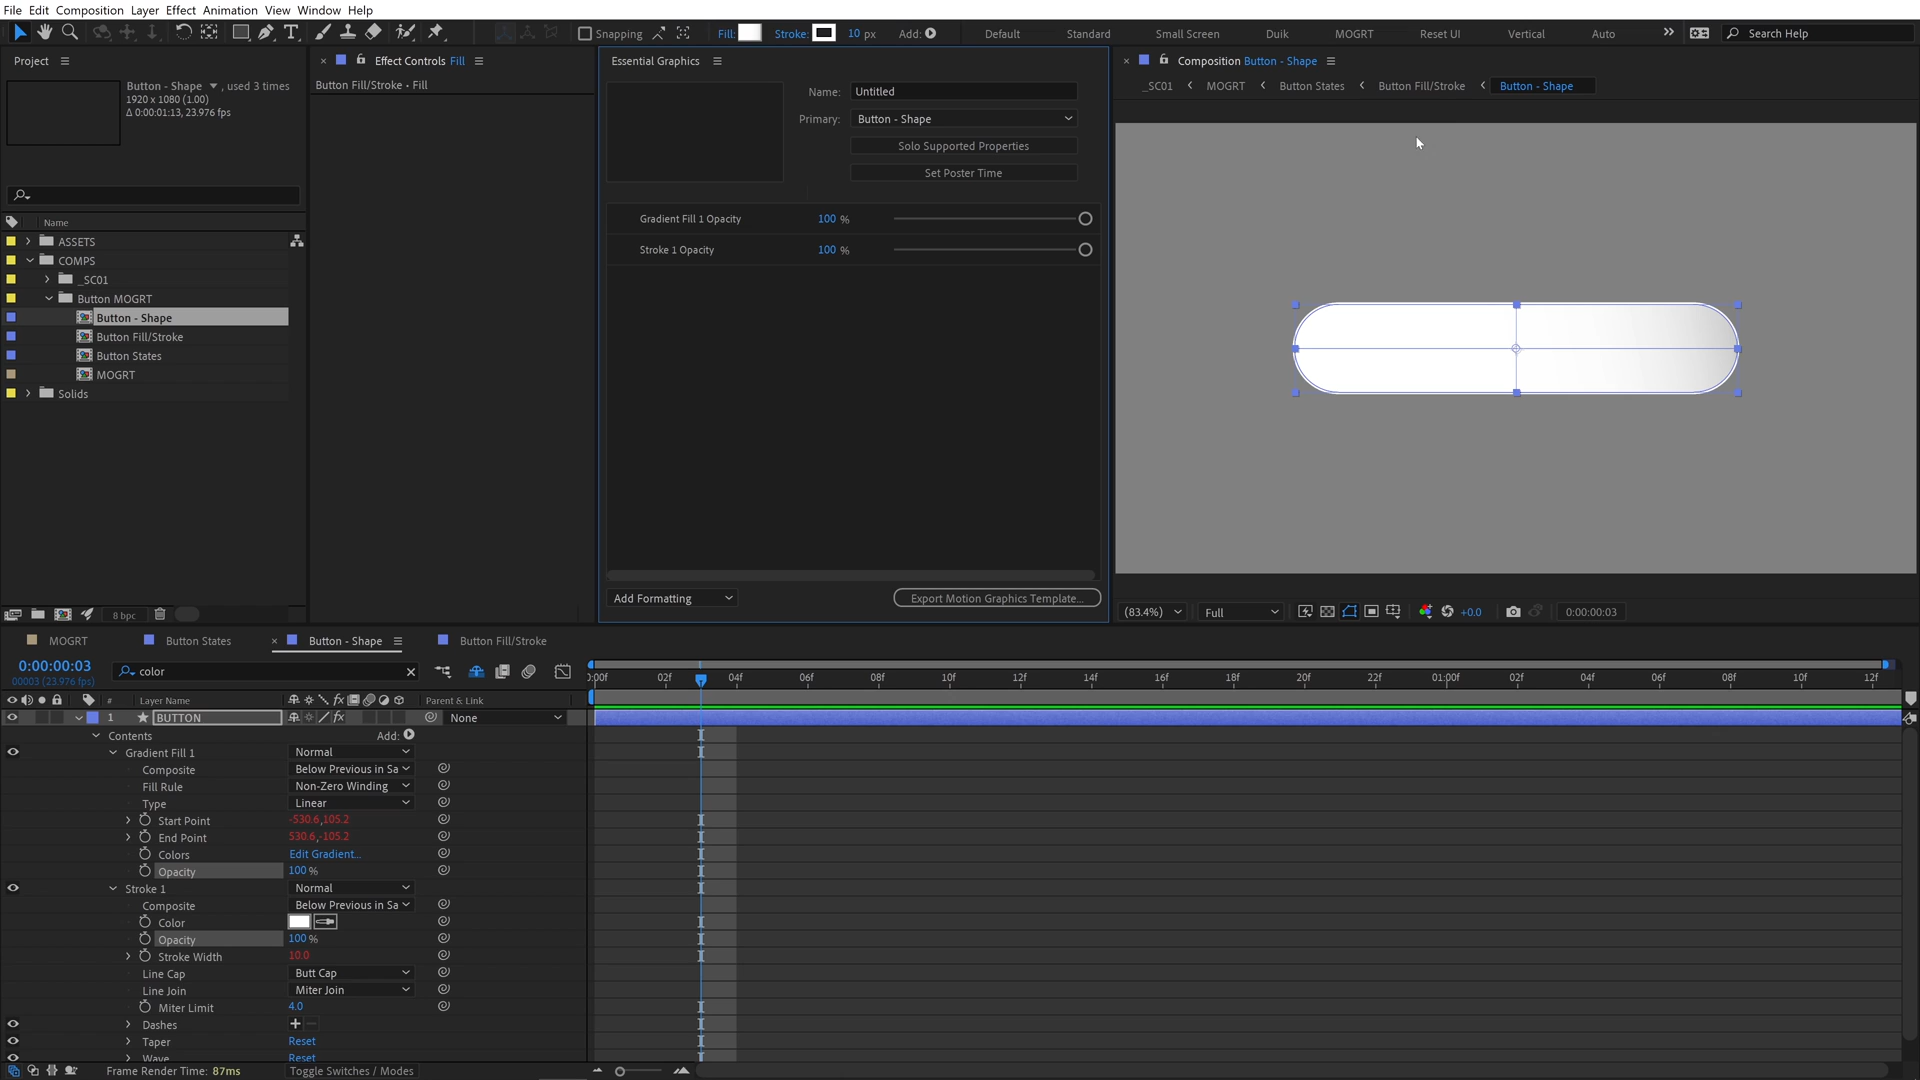 File Edit Composition Layer Effect Animation View Window Help
Snapping Fill: Stroke: 10 px Add: Default Standard Small Screen Duik MOGRT Reset UI Vertical Auto Search Help
Project
Button - Shape , used 3 times
1920 x 1080 (1.00)
Δ 0:00:01:13, 23.976 fps
Name
ASSETS
COMPS
_SC01
Button MOGRT
Button - Shape
Button Fill/Stroke
Button States
MOGRT
Solids
8 bpc
Effect Controls Fill
Button Fill/Stroke • Fill
Essential Graphics
Name: Untitled
Primary: Button - Shape
Solo Supported Properties
Set Poster Time
Gradient Fill 1 Opacity 100 %
Stroke 1 Opacity 100 %
Add Formatting Export Motion Graphics Template...
Composition Button - Shape
_SC01 MOGRT Button States Button Fill/Stroke Button - Shape
(83.4%) Full +0.0 0:00:00:03
MOGRT Button States × Button - Shape Button Fill/Stroke
0:00:00:03
00003 (23.976 fps)
color
:00f 02f 04f 06f 08f 10f 12f 14f 16f 18f 20f 22f 01:00f 02f 04f 06f 08f 10f 12f
# Layer Name Parent & Link
1 BUTTON None
Contents Add:
Gradient Fill 1 Normal
Composite Below Previous in Sa
Fill Rule Non-Zero Winding
Type Linear
Start Point -530.6,105.2
End Point 530.6,-105.2
Colors Edit Gradient...
Opacity 100 %
Stroke 1 Normal
Composite Below Previous in Sa
Color
Opacity 100 %
Stroke Width 10.0
Line Cap Butt Cap
Line Join Miter Join
Miter Limit 4.0
Dashes + −
Taper Reset
Wave Reset
Frame Render Time: 87ms Toggle Switches / Modes